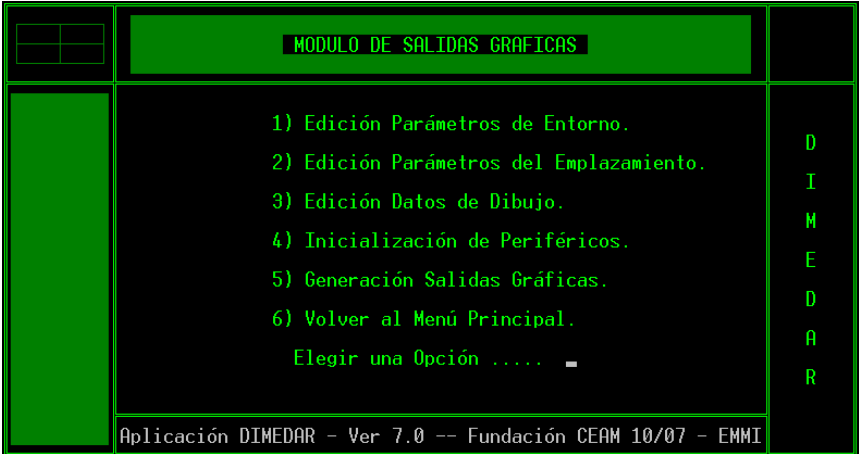 MODULO DE SALIDAS GRAFICAS
1) Edición Parámetros de Entorno.
2) Edición Parámetros del Emplazamiento.
3) Edición Datos de Dibujo.
4) Inicialización de Periféricos.
5) Generación Salidas Gráficas.
6) Volver al Menú Principal.
Elegir una Opción .....
D
I
M
E
D
A
R
Aplicación DIMEDAR - Ver 7.0 -- Fundación CEAM 10/07 - EMMI